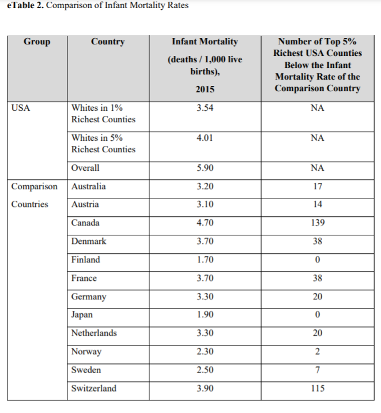 eTable 2. Comparison of Infant Mortality Rates
Group Country Infant Mortality Number of Top 5%
(deaths / 1,000 live Richest USA Counties
births), Below the Infant
2015 Mortality Rate of the
Comparison Country
USA Whites in 1% 3.54 NA
Richest Counties
Whites in 5% 4.01 NA
Richest Counties
Overall 5.90 NA
Comparison Australia 3.20 17
Countries Austria 3.10 14
Canada 4.70 139
Denmark 3.70 38
Finland 1.70 0
France 3.70 38
Germany 3.30 20
Japan 1.90 0
Netherlands 3.30 20
Norway 2.30 2
Sweden 2.50 7
Switzerland 3.90 115